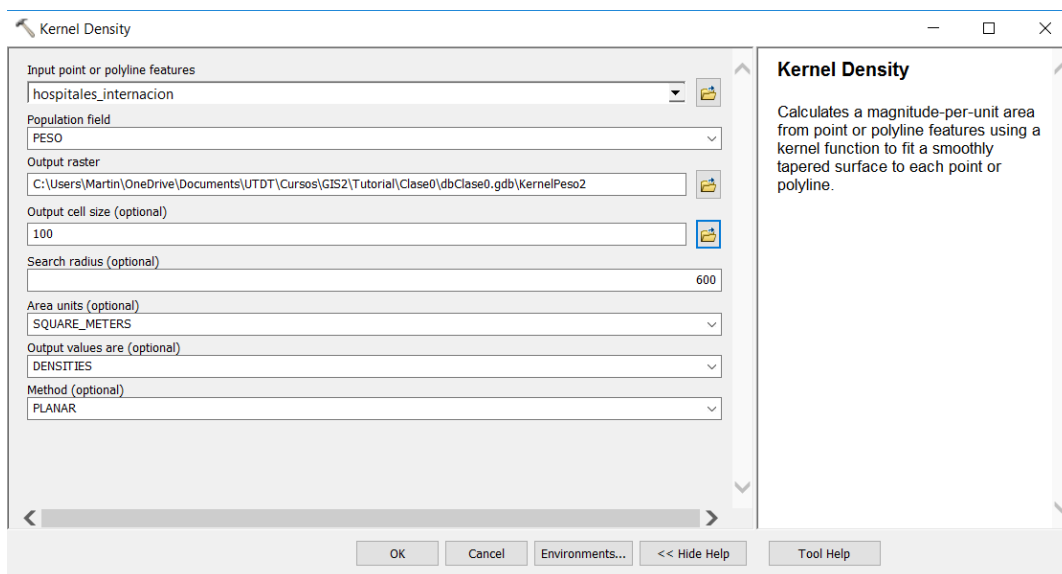 Kernel Density
Input point or polyline features
hospitales_internacion
Population field
PESO
Output raster
C:\Users\Martin\OneDrive\Documents\UTDT\Cursos\GIS2\Tutorial\Clase0\dbClase0.gdb\KernelPeso2
Output cell size (optional)
100
Search radius (optional)
600
Area units (optional)
SQUARE_METERS
Output values are (optional)
DENSITIES
Method (optional)
PLANAR
Kernel Density
Calculates a magnitude-per-unit area
from point or polyline features using a
kernel function to fit a smoothly
tapered surface to each point or
polyline.
OK
Cancel
Environments...
<< Hide Help
Tool Help